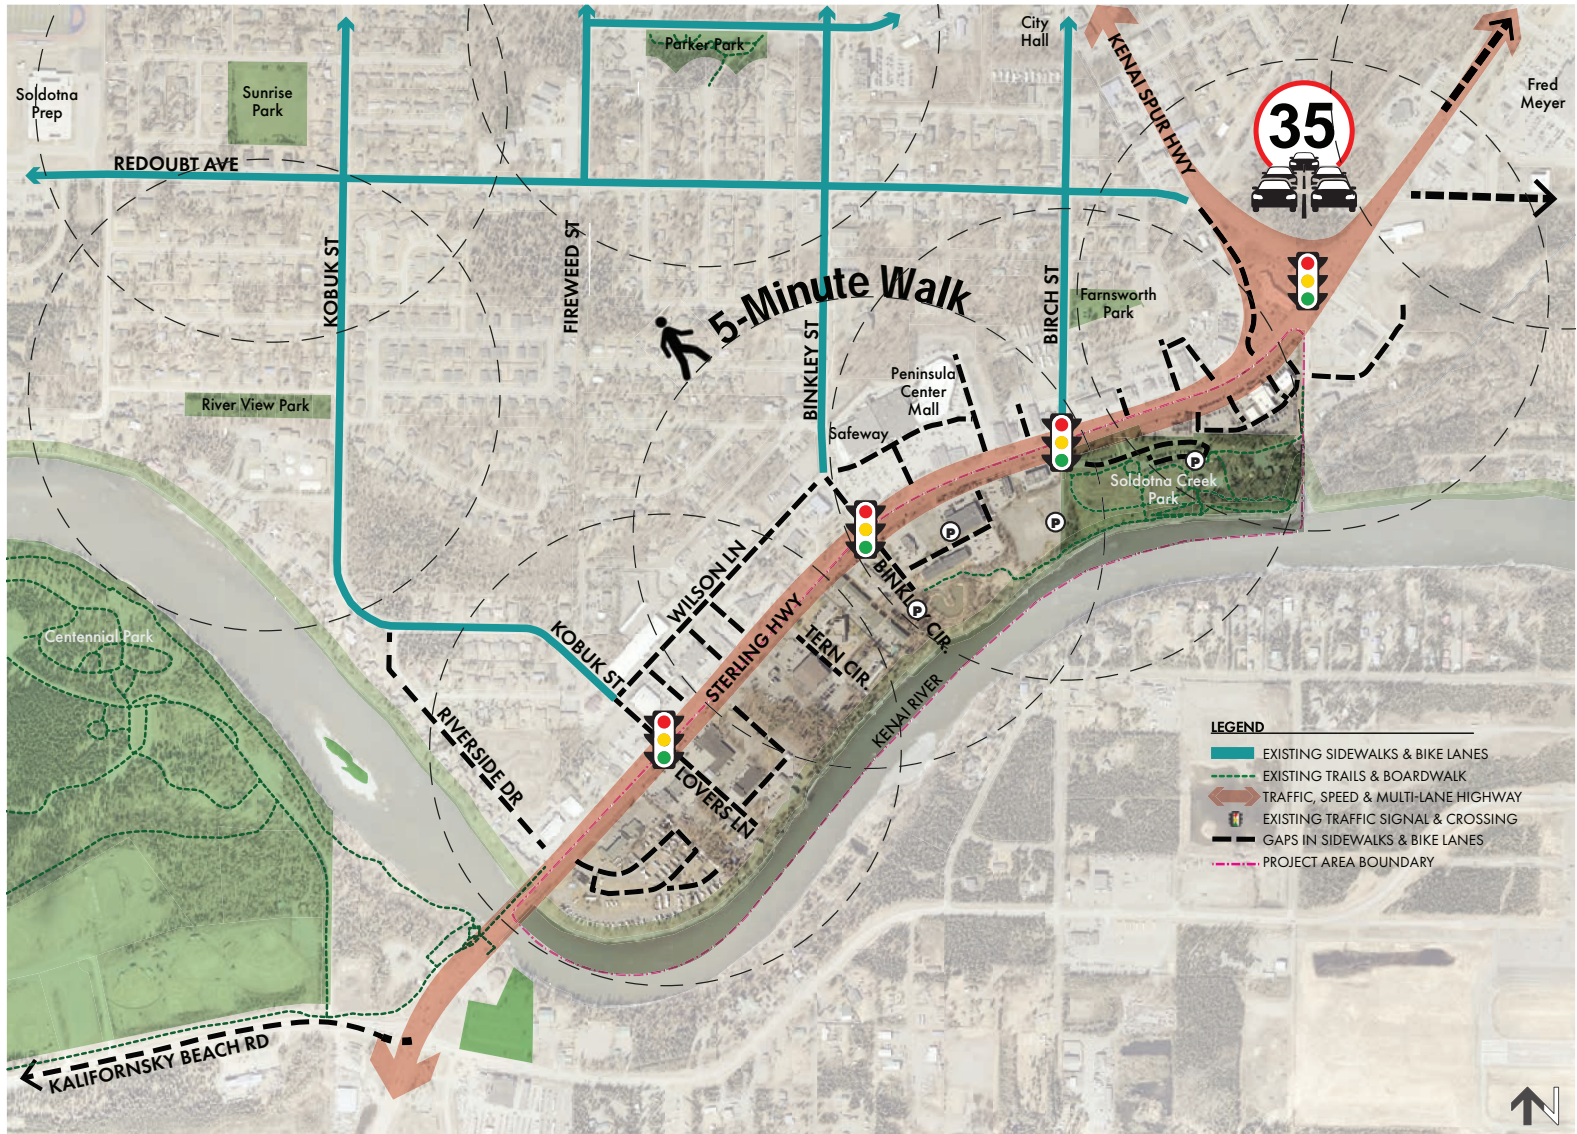 City
Hall
Parker Park
KENAI SPUR HWY
Soldotna
Prep
Sunrise
Park
Fred
Meyer
35
REDOUBT AVE
KOBUK ST
FIREWEED ST
5-Minute Walk
BINKLEY ST
BIRCH ST
Farnsworth
Park
River View Park
Peninsula
Center
Mall
Safeway
P
Soldotna Creek
Park
P
P
WILSON LN
BINKLEY CIR.
P
Centennial Park
KOBUK ST
STERLING HWY
TERN CIR.
KENAI RIVER
RIVERSIDE DR
LOVERS LN
LEGEND
EXISTING SIDEWALKS & BIKE LANES
EXISTING TRAILS & BOARDWALK
TRAFFIC, SPEED & MULTI-LANE HIGHWAY
EXISTING TRAFFIC SIGNAL & CROSSING
GAPS IN SIDEWALKS & BIKE LANES
PROJECT AREA BOUNDARY
KALIFORNSKY BEACH RD
N